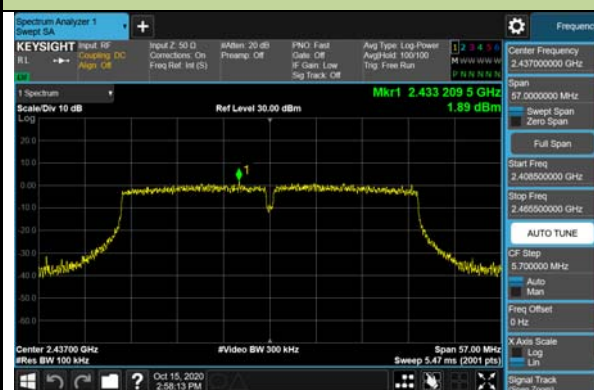 Spectrum Analyzer 1
Swept SA
Frequenc
KEYSIGHT
Input: RF
Coupling: DC
Align: Off
Input Z: 50 Ω
Corrections: On
Freq Ref: Int (S)
#Atten: 20 dB
Preamp: Off
PNO: Fast
Gate: Off
IF Gain: Low
Sig Track: Off
Avg Type: Log-Power
Avg|Hold: 100/100
Trig: Free Run
1 2 3 4 5 6
M W W W W W
P N N N N N
RL
1 Spectrum
Scale/Div 10 dB
Log
Ref Level 30.00 dBm
Mkr1 2.433 209 5 GHz
1.89 dBm
20.0
10.0
0.00
-10.0
-20.0
-30.0
-40.0
-50.0
-60.0
1
Center 2.43700 GHz
#Res BW 100 kHz
#Video BW 300 kHz
Span 57.00 MHz
Sweep 5.47 ms (2001 pts)
Oct 15, 2020
2:58:13 PM
Center Frequency
2.437000000 GHz
Span
57.0000000 MHz
Swept Span
Zero Span
Full Span
Start Freq
2.408500000 GHz
Stop Freq
2.465500000 GHz
AUTO TUNE
CF Step
5.700000 MHz
Auto
Man
Freq Offset
0 Hz
X Axis Scale
Log
Lin
Signal Track
(Span Zoom)